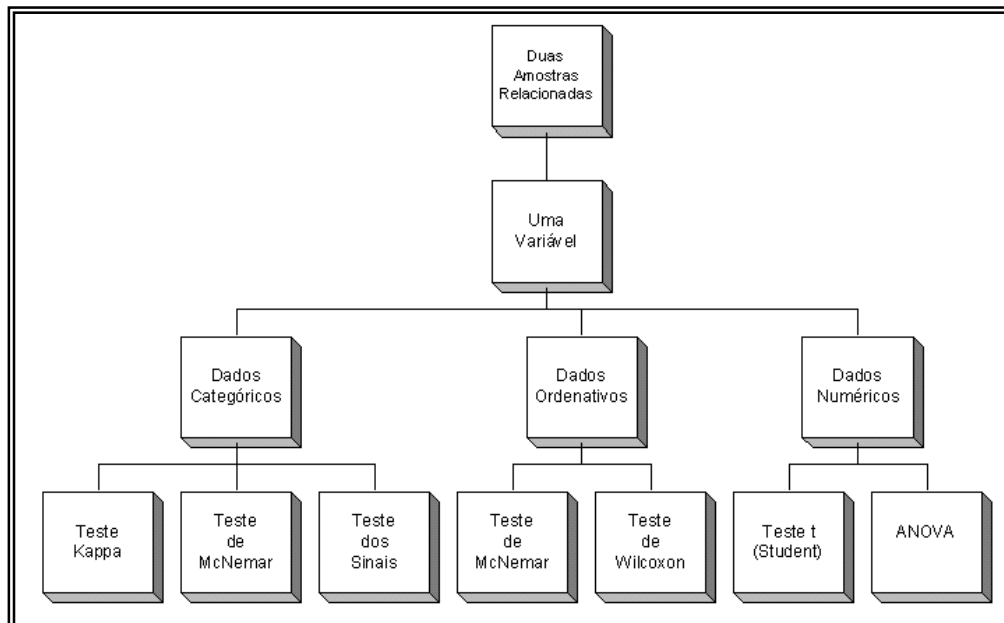 Duas
Amostras
Relacionadas
Uma
Variável
Dados
Categóricos
Dados
Ordenativos
Dados
Numéricos
Teste
Kappa
Teste
de
McNemar
Teste
dos
Sinais
Teste
de
McNemar
Teste
de
Wilcoxon
Teste t
(Student)
ANOVA